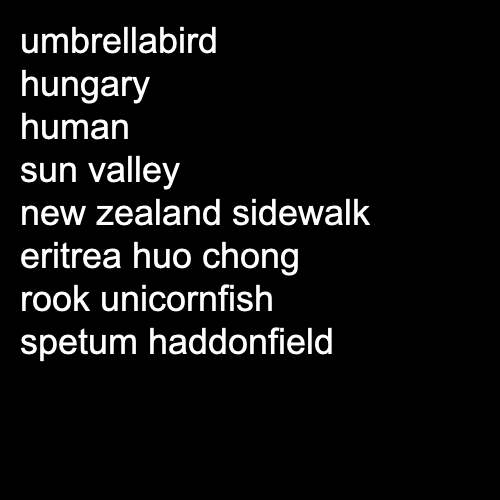 umbrellabird
hungary
human
sun valley
new zealand sidewalk
eritrea huo chong
rook unicornfish
spetum haddonfield